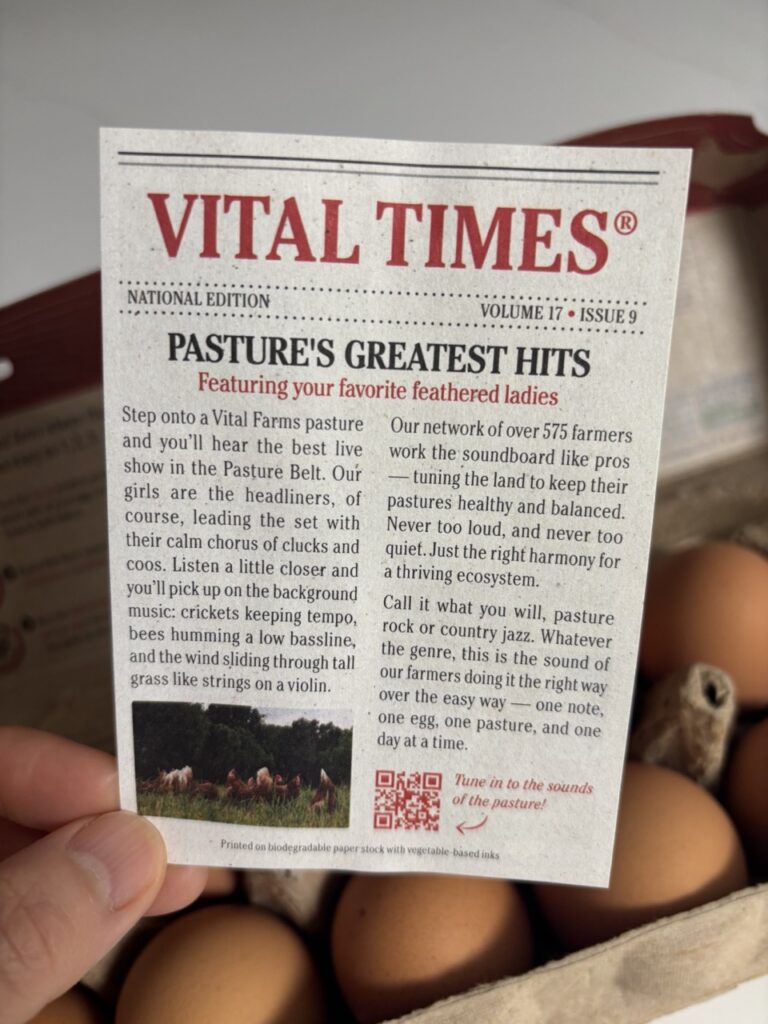 VITAL TIMES®
NATIONAL EDITION
VOLUME 17 • ISSUE 9
PASTURE'S GREATEST HITS
Featuring your favorite feathered ladies
Step onto a Vital Farms pasture
and you'll hear the best live
show in the Pasture Belt. Our
girls are the headliners, of
course, leading the set with
their calm chorus of clucks and
coos. Listen a little closer and
you'll pick up on the background
music: crickets keeping tempo,
bees humming a low bassline,
and the wind sliding through tall
grass like strings on a violin.
Our network of over 575 farmers
work the soundboard like pros
— tuning the land to keep their
pastures healthy and balanced.
Never too loud, and never too
quiet. Just the right harmony for
a thriving ecosystem.
Call it what you will, pasture
rock or country jazz. Whatever
the genre, this is the sound of
our farmers doing it the right way
over the easy way — one note,
one egg, one pasture, and one
day at a time.
Tune in to the sounds
of the pasture!
Printed on biodegradable paper stock with vegetable-based inks